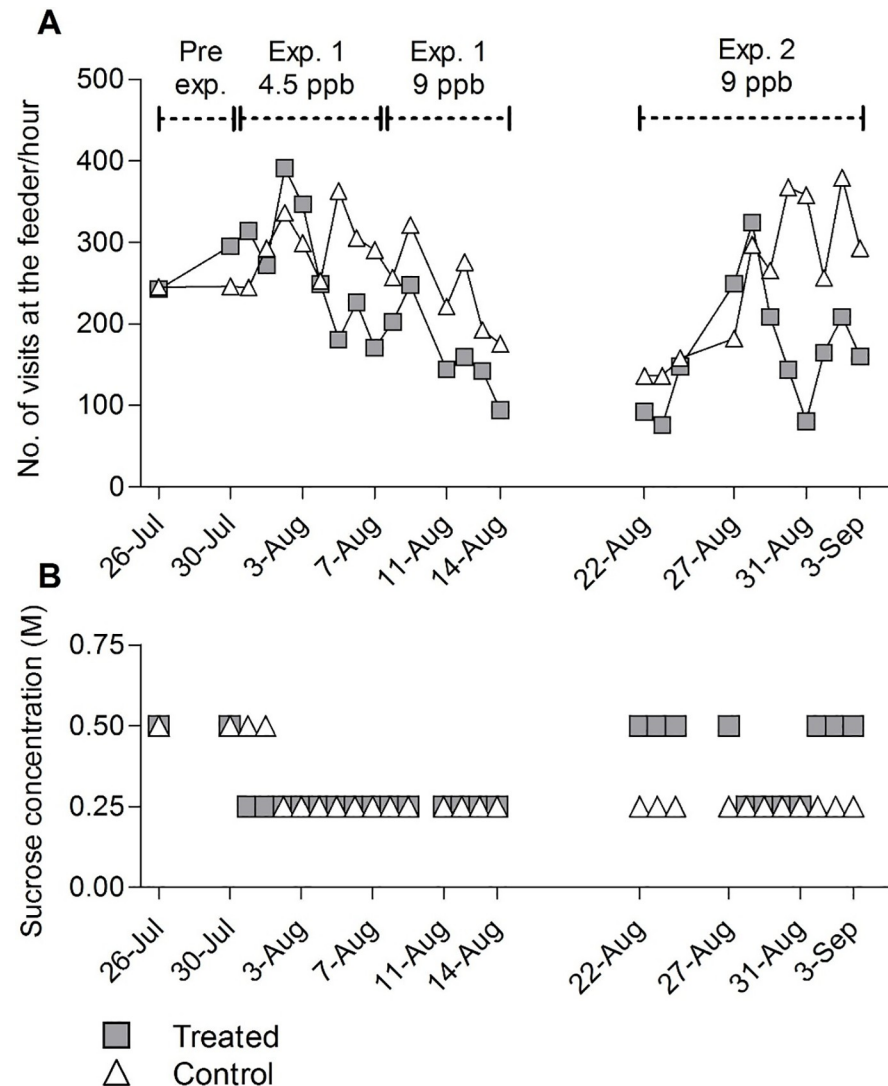 A
Pre
exp.
Exp. 1
4.5 ppb
Exp. 1
9 ppb
Exp. 2
9 ppb
No. of visits at the feeder/hour
500
400
300
200
100
0
26-Jul
30-Jul
3-Aug
7-Aug
11-Aug
14-Aug
22-Aug
27-Aug
31-Aug
3-Sep
B
Sucrose concentration (M)
0.75
0.50
0.25
0.00
26-Jul
30-Jul
3-Aug
7-Aug
11-Aug
14-Aug
22-Aug
27-Aug
31-Aug
3-Sep
Treated
Control